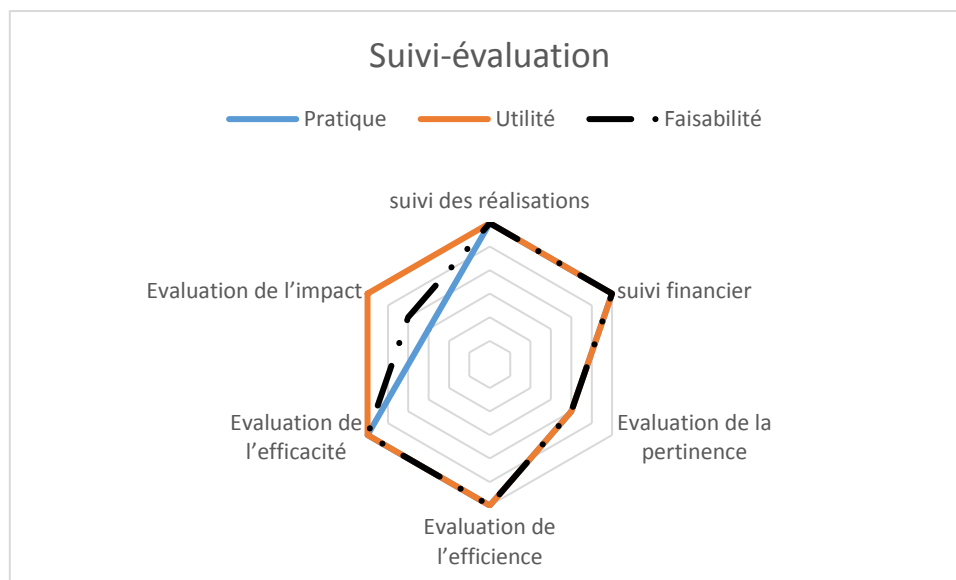 Suivi-évaluation
Pratique
Utilité
Faisabilité
suivi des réalisations
Evaluation de l’impact
suivi financier
Evaluation de
l’efficacité
Evaluation de la
pertinence
Evaluation de
l’efficience